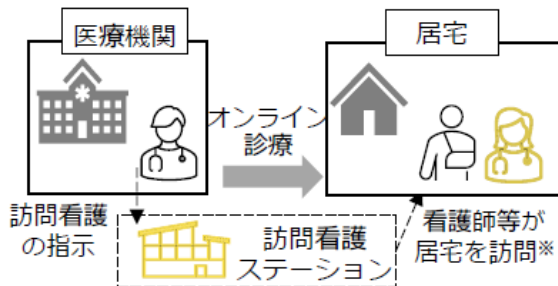 医療機関
居宅
オンライン
診療
訪問看護
の指示
訪問看護
ステーション
看護師等が
居宅を訪問※